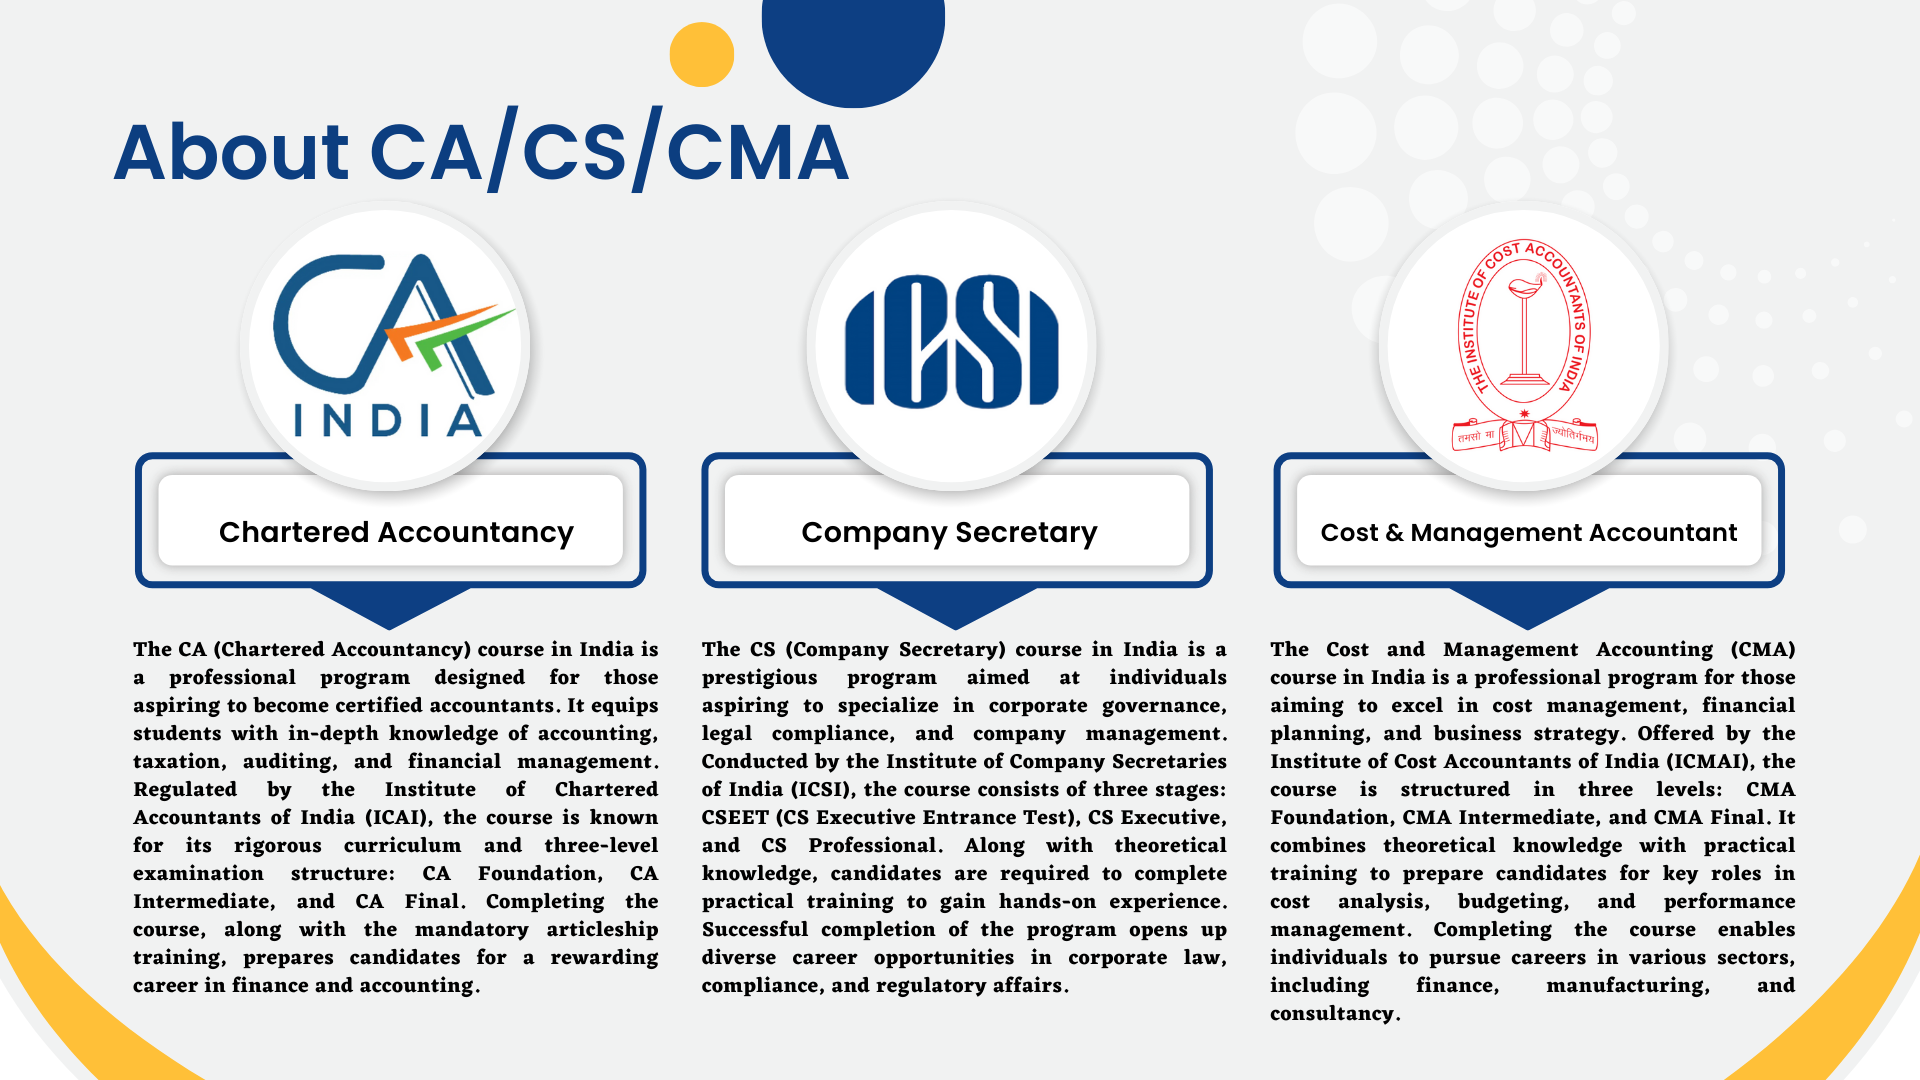 About CA/CS/CMA
CA
INDIA
Chartered Accountancy
The CA (Chartered Accountancy) course in India is
a professional program designed for those
aspiring to become certified accountants. It equips
students with in-depth knowledge of accounting,
taxation, auditing, and financial management.
Regulated by the Institute of Chartered
Accountants of India (ICAI), the course is known
for its rigorous curriculum and three-level
examination structure: CA Foundation, CA
Intermediate, and CA Final. Completing the
course, along with the mandatory articleship
training, prepares candidates for a rewarding
career in finance and accounting.
ICSI
Company Secretary
The CS (Company Secretary) course in India is a
prestigious program aimed at individuals
aspiring to specialize in corporate governance,
legal compliance, and company management.
Conducted by the Institute of Company Secretaries
of India (ICSI), the course consists of three stages:
CSEET (CS Executive Entrance Test), CS Executive,
and CS Professional. Along with theoretical
knowledge, candidates are required to complete
practical training to gain hands-on experience.
Successful completion of the program opens up
diverse career opportunities in corporate law,
compliance, and regulatory affairs.
THE INSTITUTE OF COST ACCOUNTANTS OF INDIA
तमसो मा ज्योतिर्गमय
Cost & Management Accountant
The Cost and Management Accounting (CMA)
course in India is a professional program for those
aiming to excel in cost management, financial
planning, and business strategy. Offered by the
Institute of Cost Accountants of India (ICMAI), the
course is structured in three levels: CMA
Foundation, CMA Intermediate, and CMA Final. It
combines theoretical knowledge with practical
training to prepare candidates for key roles in
cost analysis, budgeting, and performance
management. Completing the course enables
individuals to pursue careers in various sectors,
including finance, manufacturing, and
consultancy.